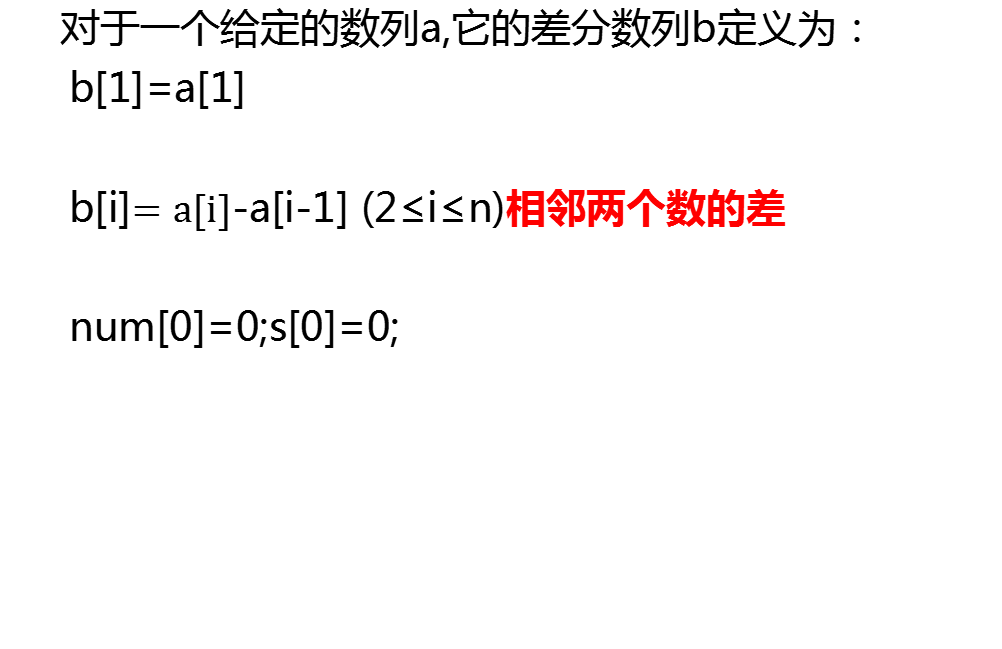 对于一个给定的数列a,它的差分数列b定义为：
b[1]=a[1]
b[i]= a[i]-a[i-1] (2≤i≤n)相邻两个数的差
num[0]=0;s[0]=0;